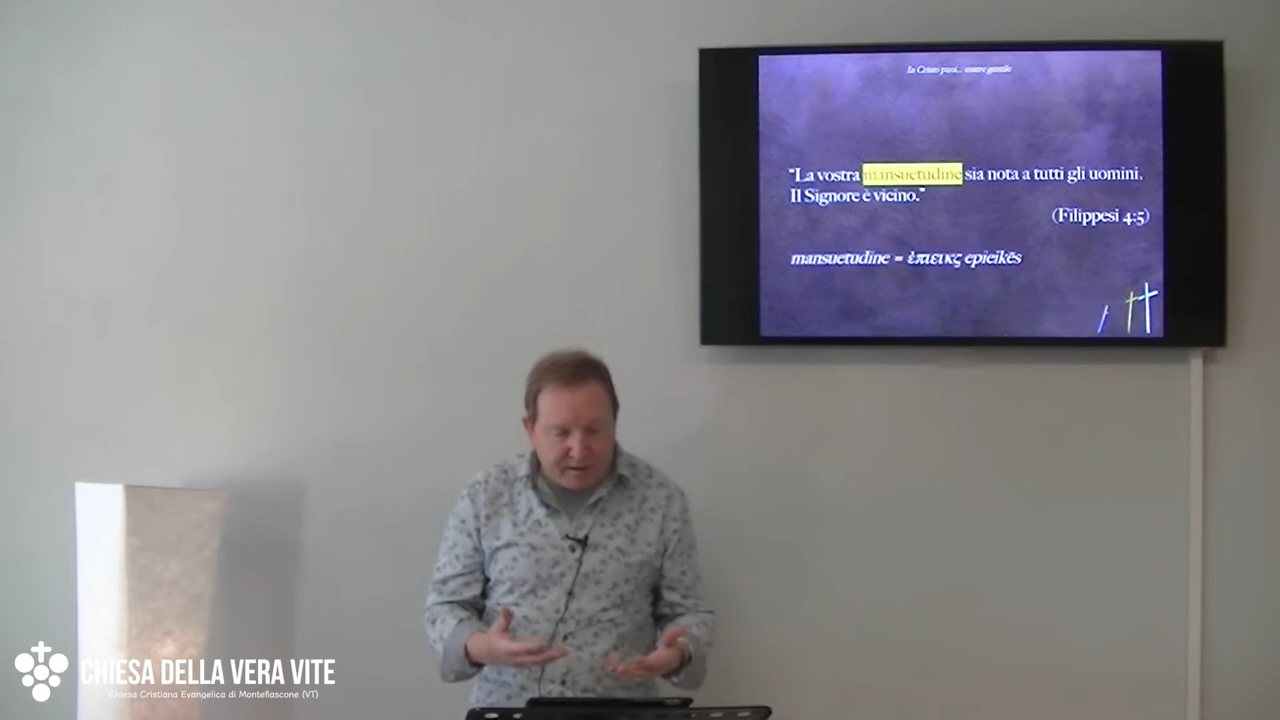 In Cristo puoi... essere gentile
“La vostra mansuetudine sia nota a tutti gli uomini.
Il Signore è vicino.”
(Filippesi 4:5)
mansuetudine = ἐπιεικς epieikēs
CHIESA DELLA VERA VITE
Chiesa Cristiana Evangelica di Montefiascone (VT)